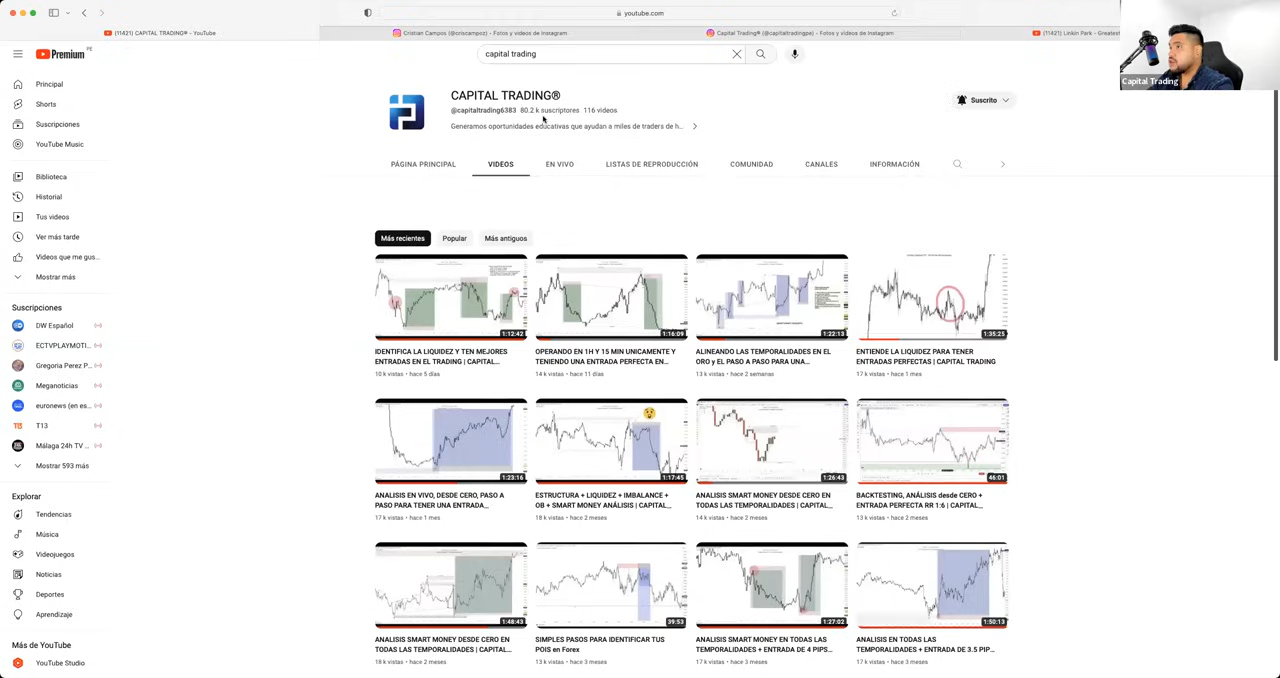 youtube.com
(11421) CAPITAL TRADING® - YouTube
Cristian Campos (@criscampoz) - Fotos y videos de Instagram
Capital Trading® (@capitaltradingpe) - Fotos y videos de Instagram
(11421) Linkin Park - Greatest
Capital Trading
Premium PE
capital trading
CAPITAL TRADING®
@capitaltrading6383 80.2 k suscriptores 116 videos
Generamos oportunidades educativas que ayudan a miles de traders de h...
Suscrito
PÁGINA PRINCIPAL
VIDEOS
EN VIVO
LISTAS DE REPRODUCCIÓN
COMUNIDAD
CANALES
INFORMACIÓN
Principal
Shorts
Suscripciones
YouTube Music
Biblioteca
Historial
Tus videos
Ver más tarde
Videos que me gus...
Mostrar más
Suscripciones
DW Español
ECTVPLAYMOTI...
Gregoria Perez P...
Meganoticias
euronews (en es...
T13
Málaga 24h TV ...
Mostrar 593 más
Explorar
Tendencias
Música
Videojuegos
Noticias
Deportes
Aprendizaje
Más de YouTube
YouTube Studio
Más recientes
Popular
Más antiguos
1:12:42
IDENTIFICA LA LIQUIDEZ Y TEN MEJORES
ENTRADAS EN EL TRADING | CAPITAL...
10 k vistas • hace 5 días
1:16:09
OPERANDO EN 1H Y 15 MIN UNICAMENTE Y
TENIENDO UNA ENTRADA PERFECTA EN...
14 k vistas • hace 11 días
1:22:13
ALINEANDO LAS TEMPORALIDADES EN EL
ORO y EL PASO A PASO PARA UNA...
13 k vistas • hace 2 semanas
1:35:25
ENTIENDE LA LIQUIDEZ PARA TENER
ENTRADAS PERFECTAS | CAPITAL TRADING
17 k vistas • hace 1 mes
1:23:16
ANALISIS EN VIVO, DESDE CERO, PASO A
PASO PARA TENER UNA ENTRADA...
17 k vistas • hace 1 mes
1:17:45
ESTRUCTURA + LIQUIDEZ + IMBALANCE +
OB + SMART MONEY ANÁLISIS | CAPITAL...
18 k vistas • hace 2 meses
1:26:43
ANALISIS SMART MONEY DESDE CERO EN
TODAS LAS TEMPORALIDADES | CAPITAL...
14 k vistas • hace 2 meses
46:01
BACKTESTING, ANÁLISIS desde CERO +
ENTRADA PERFECTA RR 1:6 | CAPITAL...
13 k vistas • hace 2 meses
1:48:43
ANALISIS SMART MONEY DESDE CERO EN
TODAS LAS TEMPORALIDADES | CAPITAL...
18 k vistas • hace 2 meses
39:53
SIMPLES PASOS PARA IDENTIFICAR TUS
POIS en Forex
13 k vistas • hace 3 meses
1:27:02
ANALISIS SMART MONEY EN TODAS LAS
TEMPORALIDADES + ENTRADA DE 4 PIPS...
17 k vistas • hace 3 meses
1:50:13
ANALISIS EN TODAS LAS
TEMPORALIDADES + ENTRADA DE 3.5 PIP...
17 k vistas • hace 3 meses